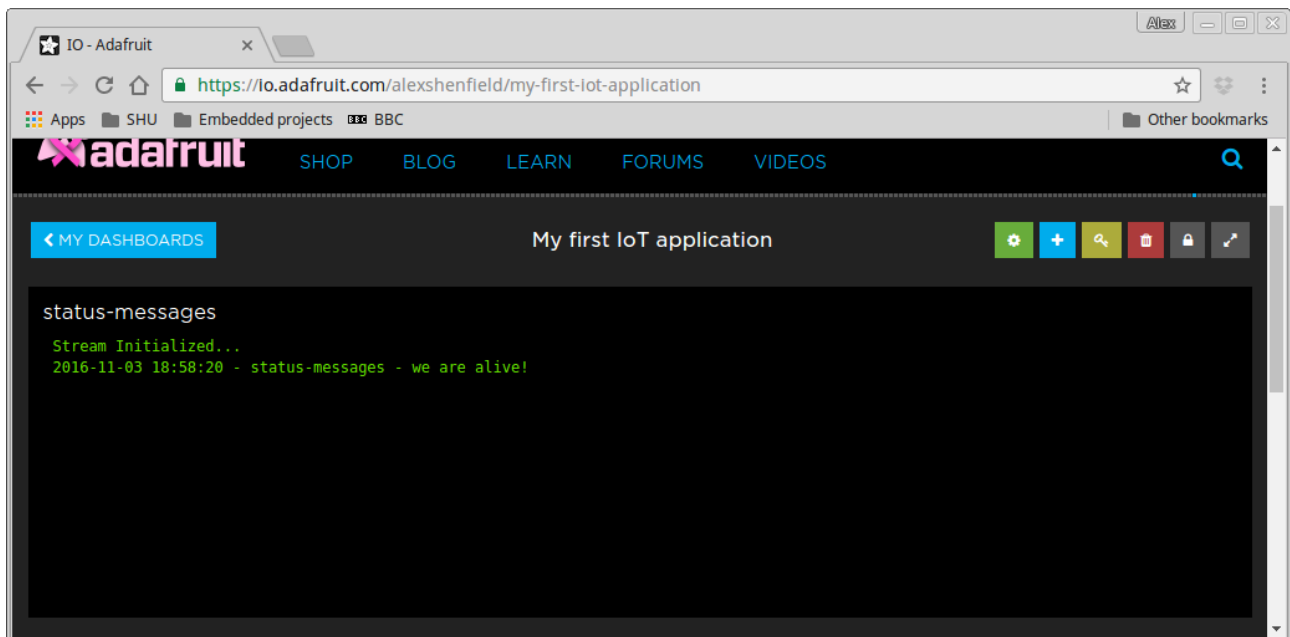 Alex
IO - Adafruit
https://io.adafruit.com/alexshenfield/my-first-iot-application
Apps SHU Embedded projects BBC BBC Other bookmarks
adafruit SHOP BLOG LEARN FORUMS VIDEOS
MY DASHBOARDS My first IoT application
status-messages
Stream Initialized...
2016-11-03 18:58:20 - status-messages - we are alive!